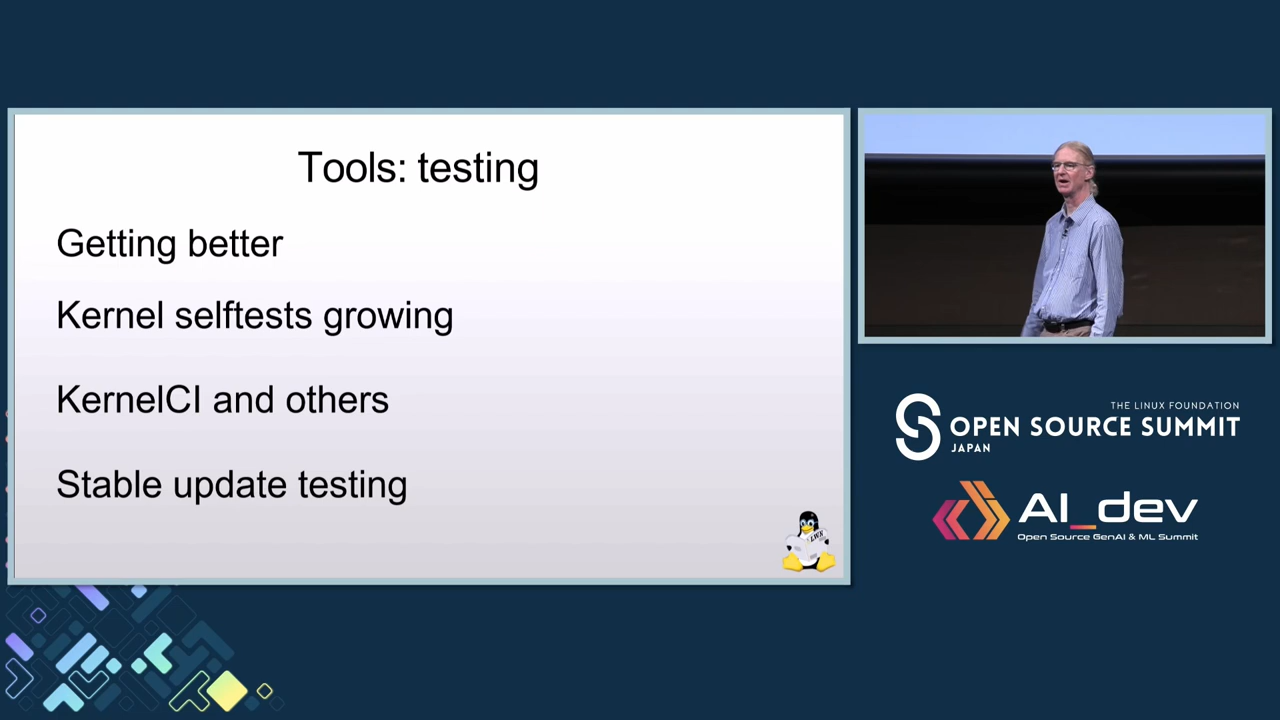 Tools: testing
Getting better
Kernel selftests growing
KernelCI and others
Stable update testing
LWN
THE LINUX FOUNDATION
OPEN SOURCE SUMMIT
JAPAN
AI_dev
Open Source GenAI & ML Summit